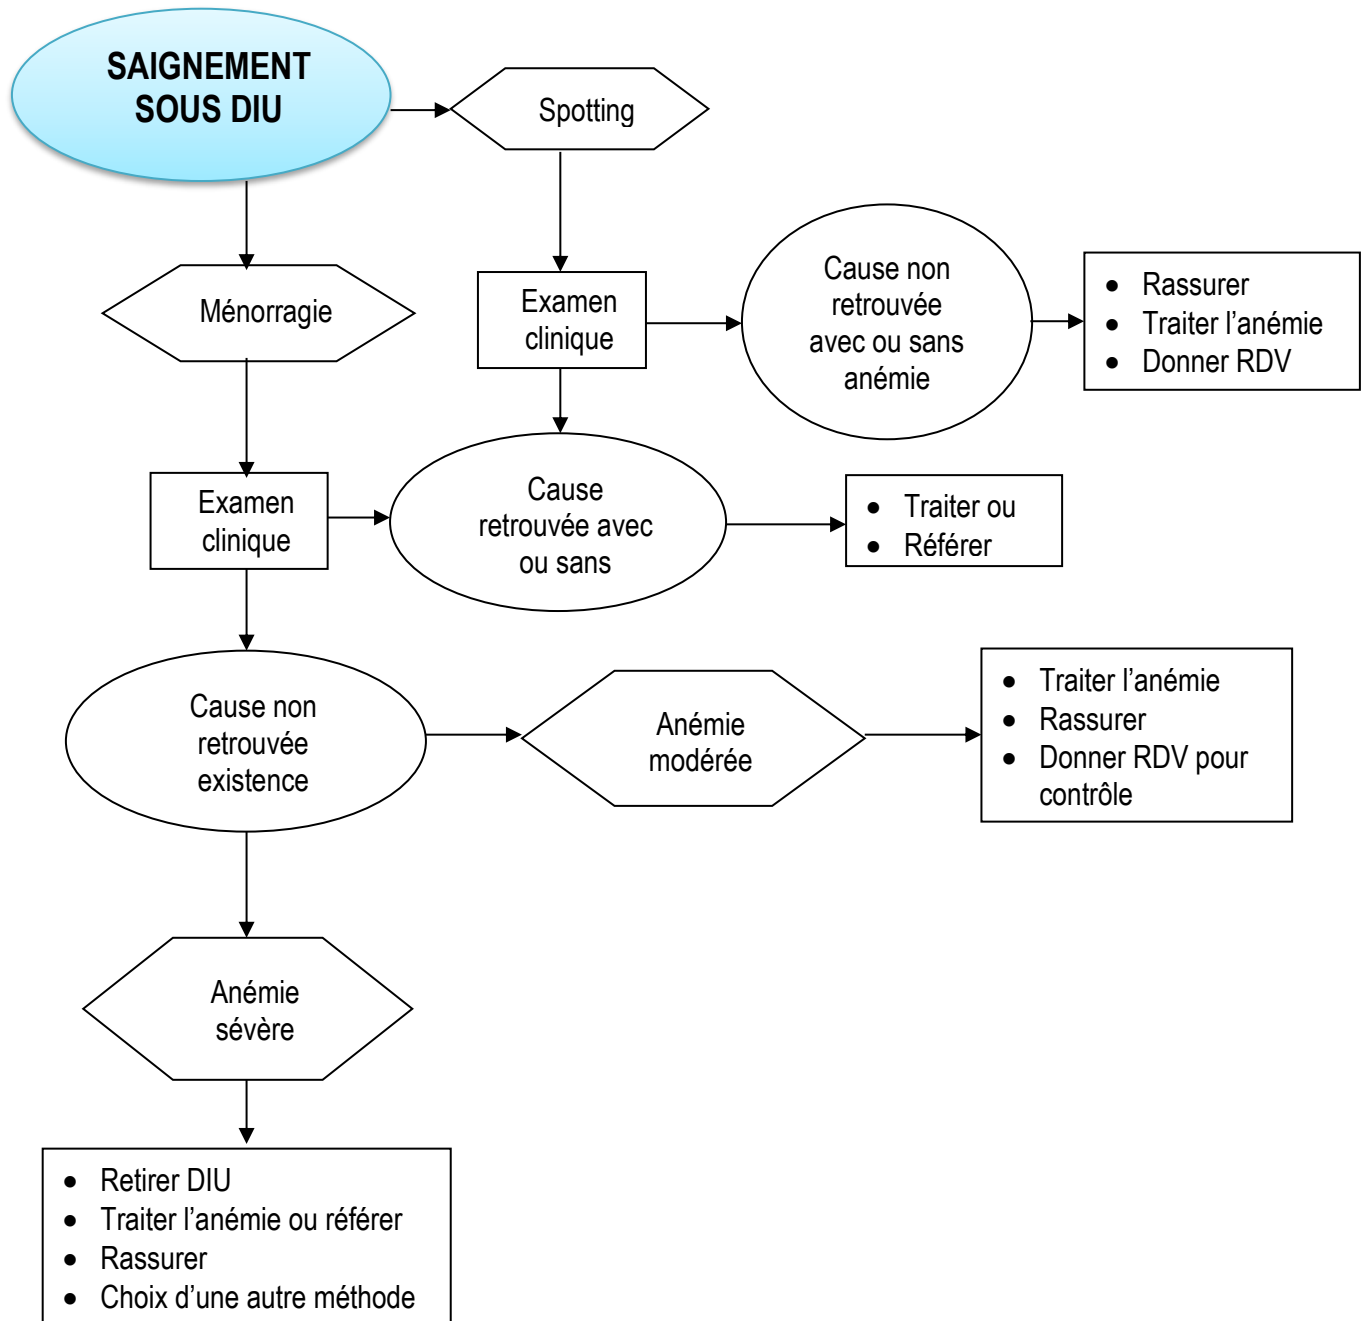 SAIGNEMENT
SOUS DIU
Spotting
Ménorragie
Examen
clinique
Cause non
retrouvée
avec ou sans
anémie
• Rassurer
• Traiter l’anémie
• Donner RDV
Examen
clinique
Cause
retrouvée avec
ou sans
• Traiter ou
• Référer
Cause non
retrouvée
existence
Anémie
modérée
• Traiter l’anémie
• Rassurer
• Donner RDV pour
contrôle
Anémie
sévère
• Retirer DIU
• Traiter l’anémie ou référer
• Rassurer
• Choix d’une autre méthode